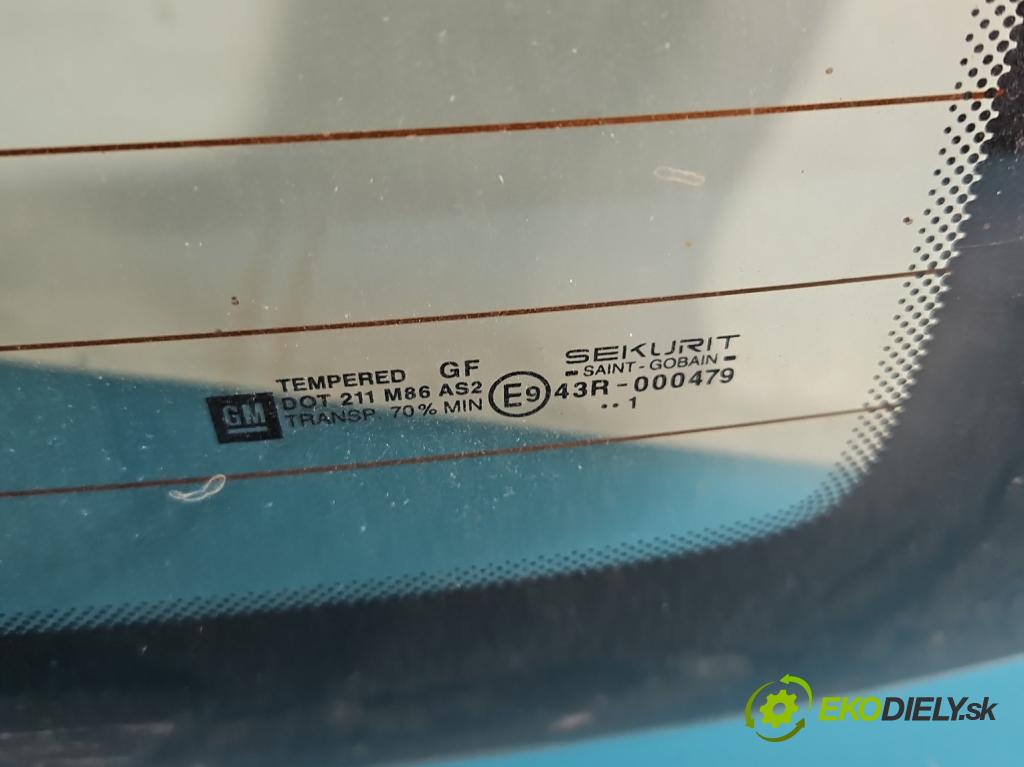 TEMPERED GF
DOT 211 M86 AS2
TRANSP. 70% MIN
GM
E9
SEKURIT
- SAINT-GOBAIN -
43R-000479
..1
EKODIELY.sk